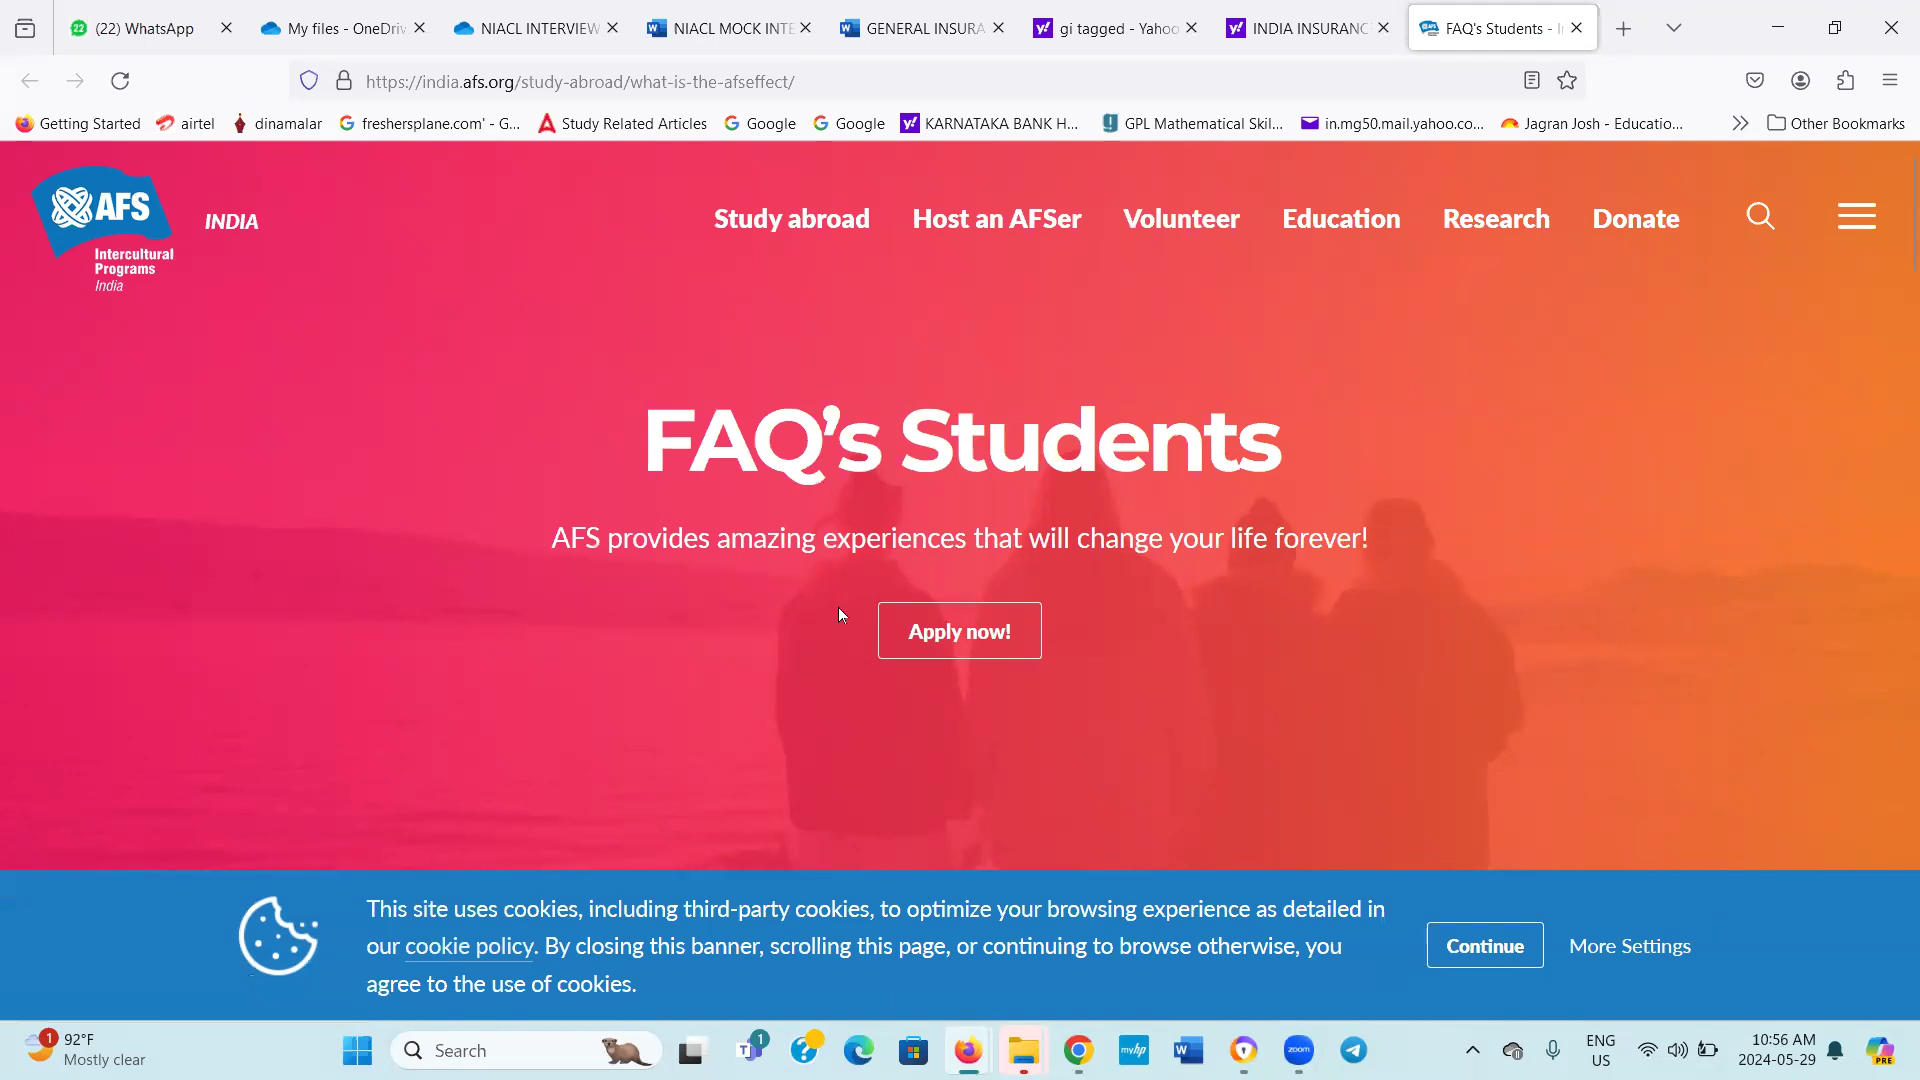 (22) WhatsApp
My files - OneDriv
NIACL INTERVIEW
NIACL MOCK INTE
GENERAL INSURA
gi tagged - Yahoo
INDIA INSURANC
FAQ's Students - I
https://india.afs.org/study-abroad/what-is-the-afseffect/
Getting Started
airtel
dinamalar
freshersplane.com' - G...
Study Related Articles
Google
Google
KARNATAKA BANK H...
GPL Mathematical Skil...
in.mg50.mail.yahoo.co...
Jagran Josh - Educatio...
Other Bookmarks
AFS
Intercultural
Programs
India
INDIA
Study abroad
Host an AFSer
Volunteer
Education
Research
Donate
FAQ’s Students
AFS provides amazing experiences that will change your life forever!
Apply now!
This site uses cookies, including third-party cookies, to optimize your browsing experience as detailed in
our cookie policy. By closing this banner, scrolling this page, or continuing to browse otherwise, you
agree to the use of cookies.
Continue
More Settings
1
92°F
Mostly clear
Search
1
myhp
zoom
ENG
US
10:56 AM
2024-05-29
PRE